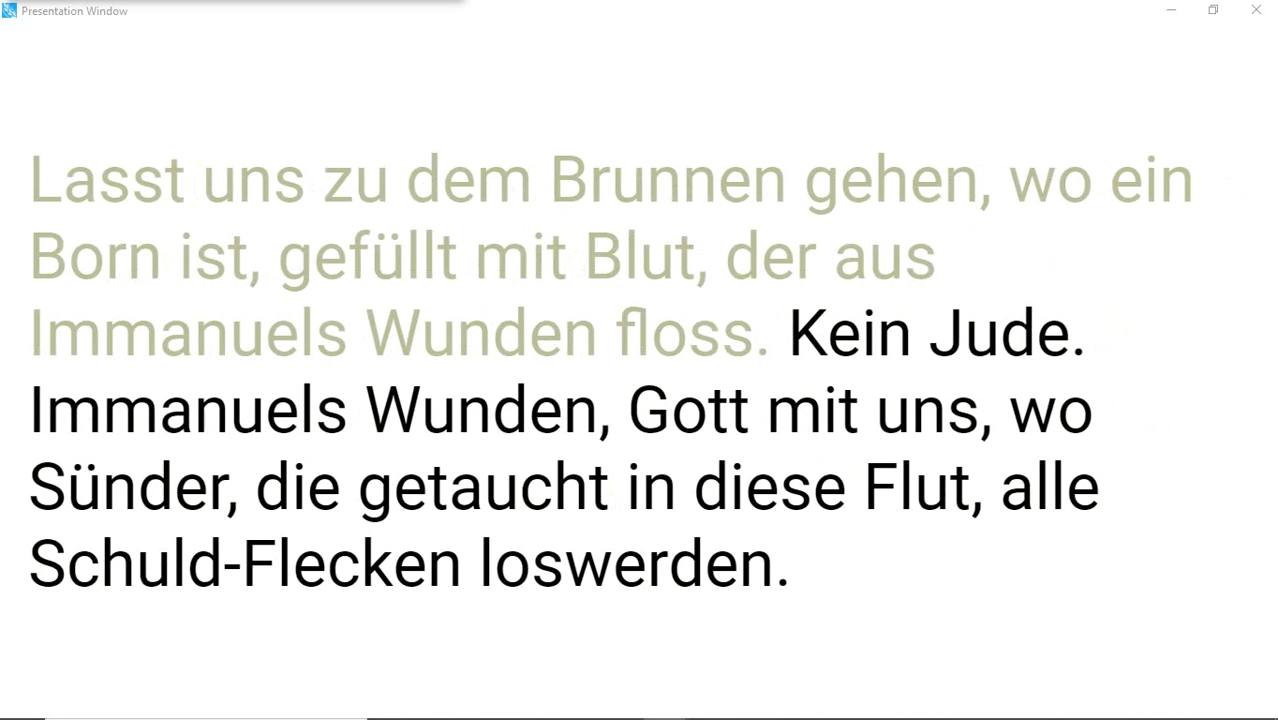 Presentation Window
Lasst uns zu dem Brunnen gehen, wo ein
Born ist, gefüllt mit Blut, der aus
Immanuels Wunden floss. Kein Jude.
Immanuels Wunden, Gott mit uns, wo
Sünder, die getaucht in diese Flut, alle
Schuld-Flecken loswerden.